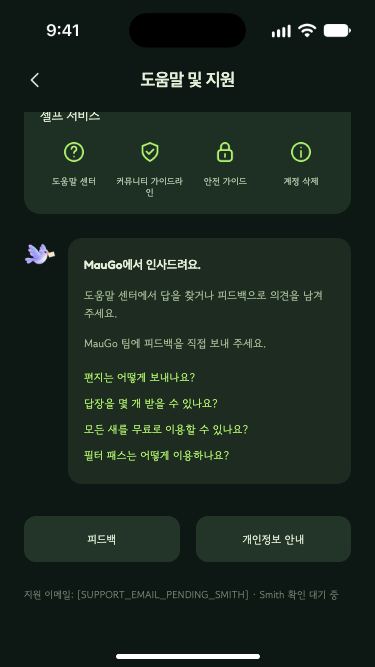 9:41
도움말 및 지원
셀프 서비스
도움말 센터
커뮤니티 가이드라
인
안전 가이드
계정 삭제
MauGo에서 인사드려요.
도움말 센터에서 답을 찾거나 피드백으로 의견을 남겨
주세요.
MauGo 팀에 피드백을 직접 보내 주세요.
편지는 어떻게 보내나요?
답장을 몇 개 받을 수 있나요?
모든 새를 무료로 이용할 수 있나요?
필터 패스는 어떻게 이용하나요?
피드백
개인정보 안내
지원 이메일: [SUPPORT_EMAIL_PENDING_SMITH] · Smith 확인 대기 중